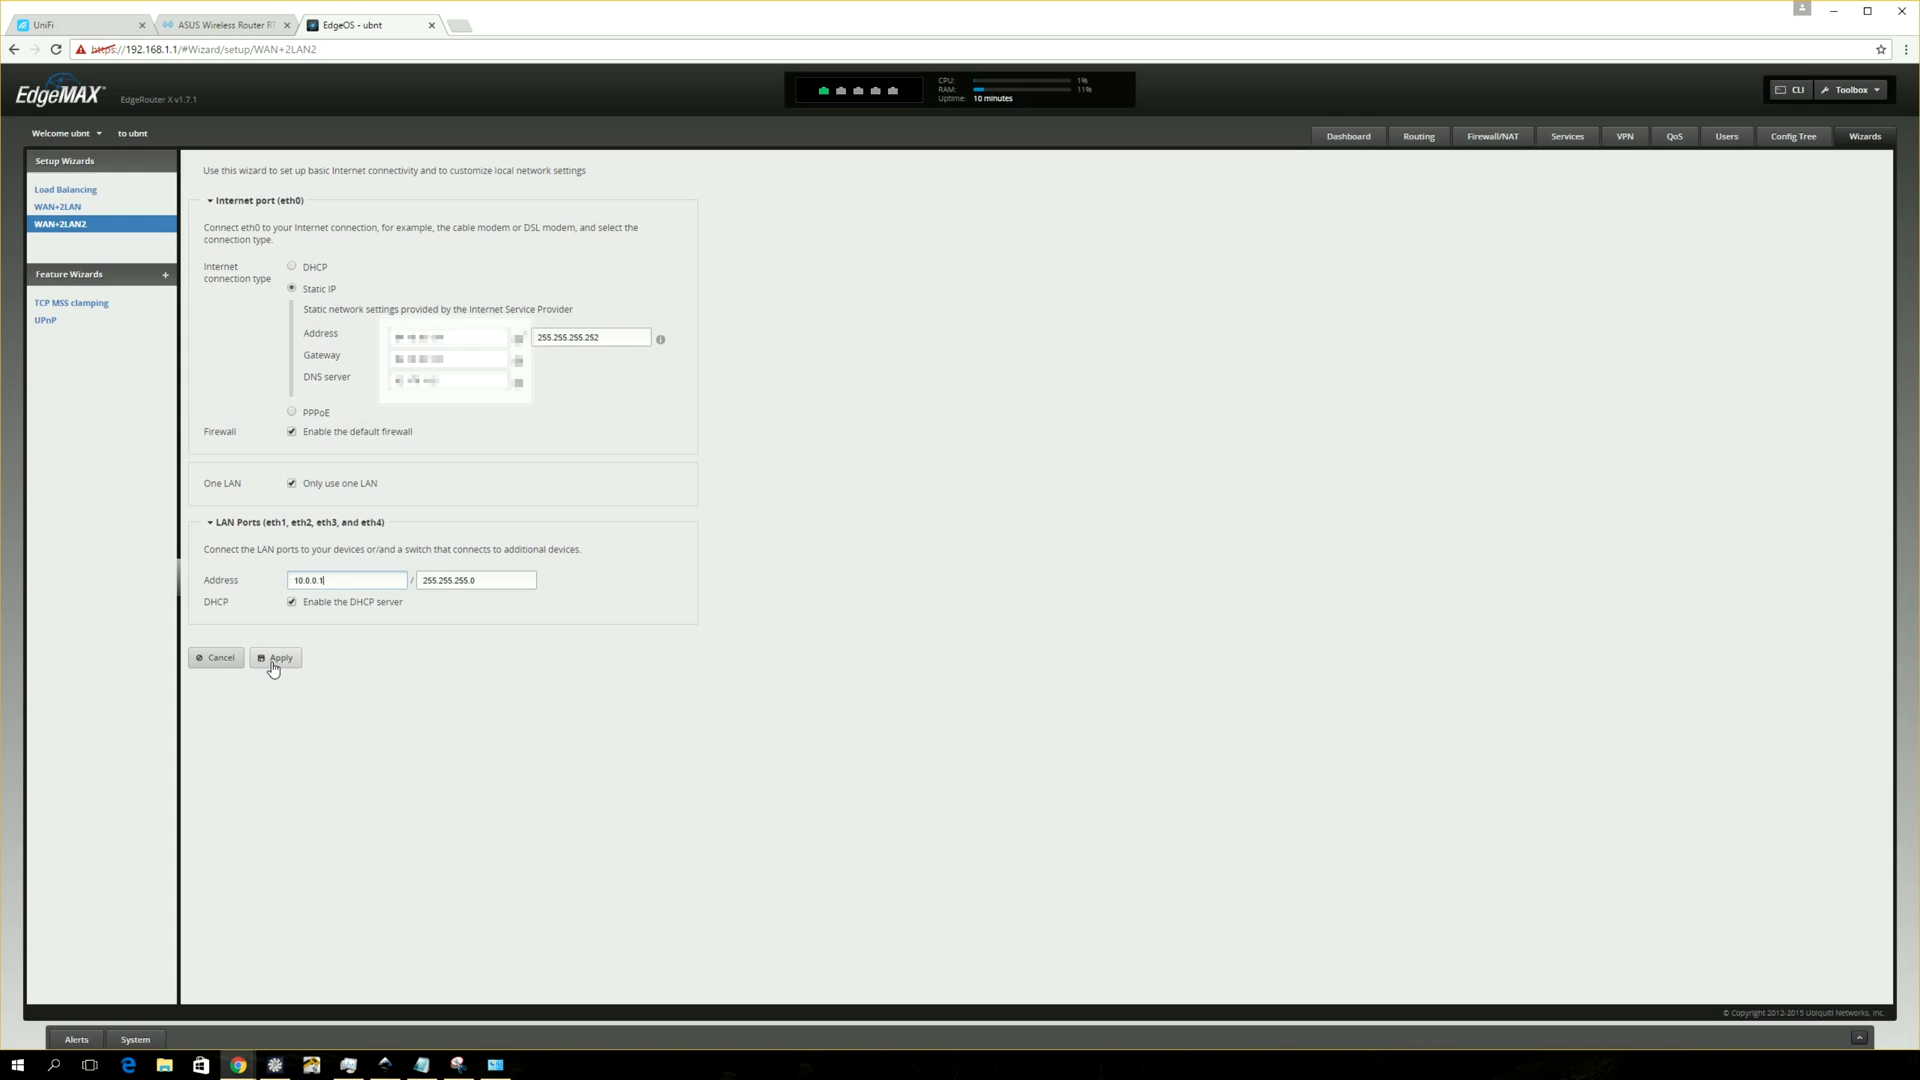 UniFi
ASUS Wireless Router RT
EdgeOS - ubnt
https://192.168.1.1/#Wizard/setup/WAN+2LAN2
EdgeMAX
EdgeRouter X v1.7.1
CPU: 1%
RAM: 11%
Uptime: 10 minutes
CLI
Toolbox
Welcome ubnt to ubnt
Dashboard
Routing
Firewall/NAT
Services
VPN
QoS
Users
Config Tree
Wizards
Setup Wizards
Load Balancing
WAN+2LAN
WAN+2LAN2
Feature Wizards +
TCP MSS clamping
UPnP
Use this wizard to set up basic Internet connectivity and to customize local network settings
Internet port (eth0)
Connect eth0 to your Internet connection, for example, the cable modem or DSL modem, and select the
connection type.
Internet
connection type
DHCP
Static IP
Static network settings provided by the Internet Service Provider
Address 255.255.255.252
Gateway
DNS server
PPPoE
Firewall Enable the default firewall
One LAN Only use one LAN
LAN Ports (eth1, eth2, eth3, and eth4)
Connect the LAN ports to your devices or/and a switch that connects to additional devices.
Address 10.0.0.1 / 255.255.255.0
DHCP Enable the DHCP server
Cancel
Apply
© Copyright 2012-2015 Ubiquiti Networks, Inc.
Alerts
System